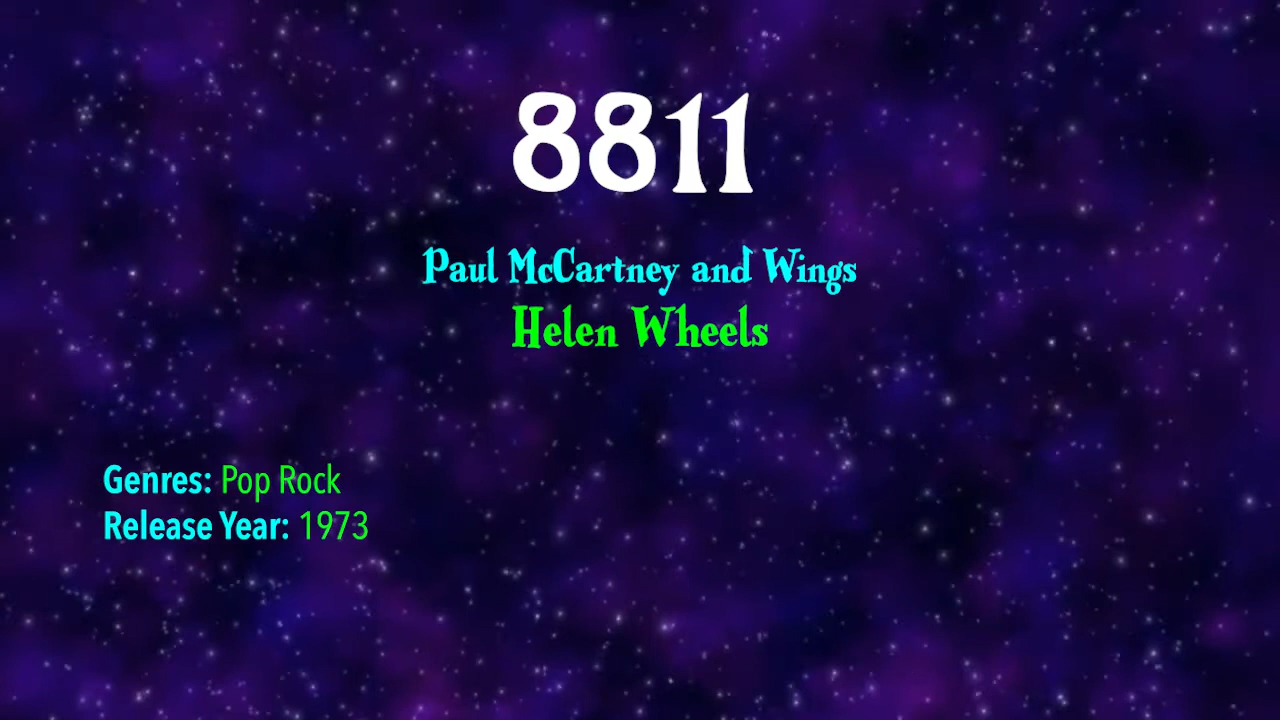 8811
Paul McCartney and Wings
Helen Wheels
Genres: Pop Rock
Release Year: 1973